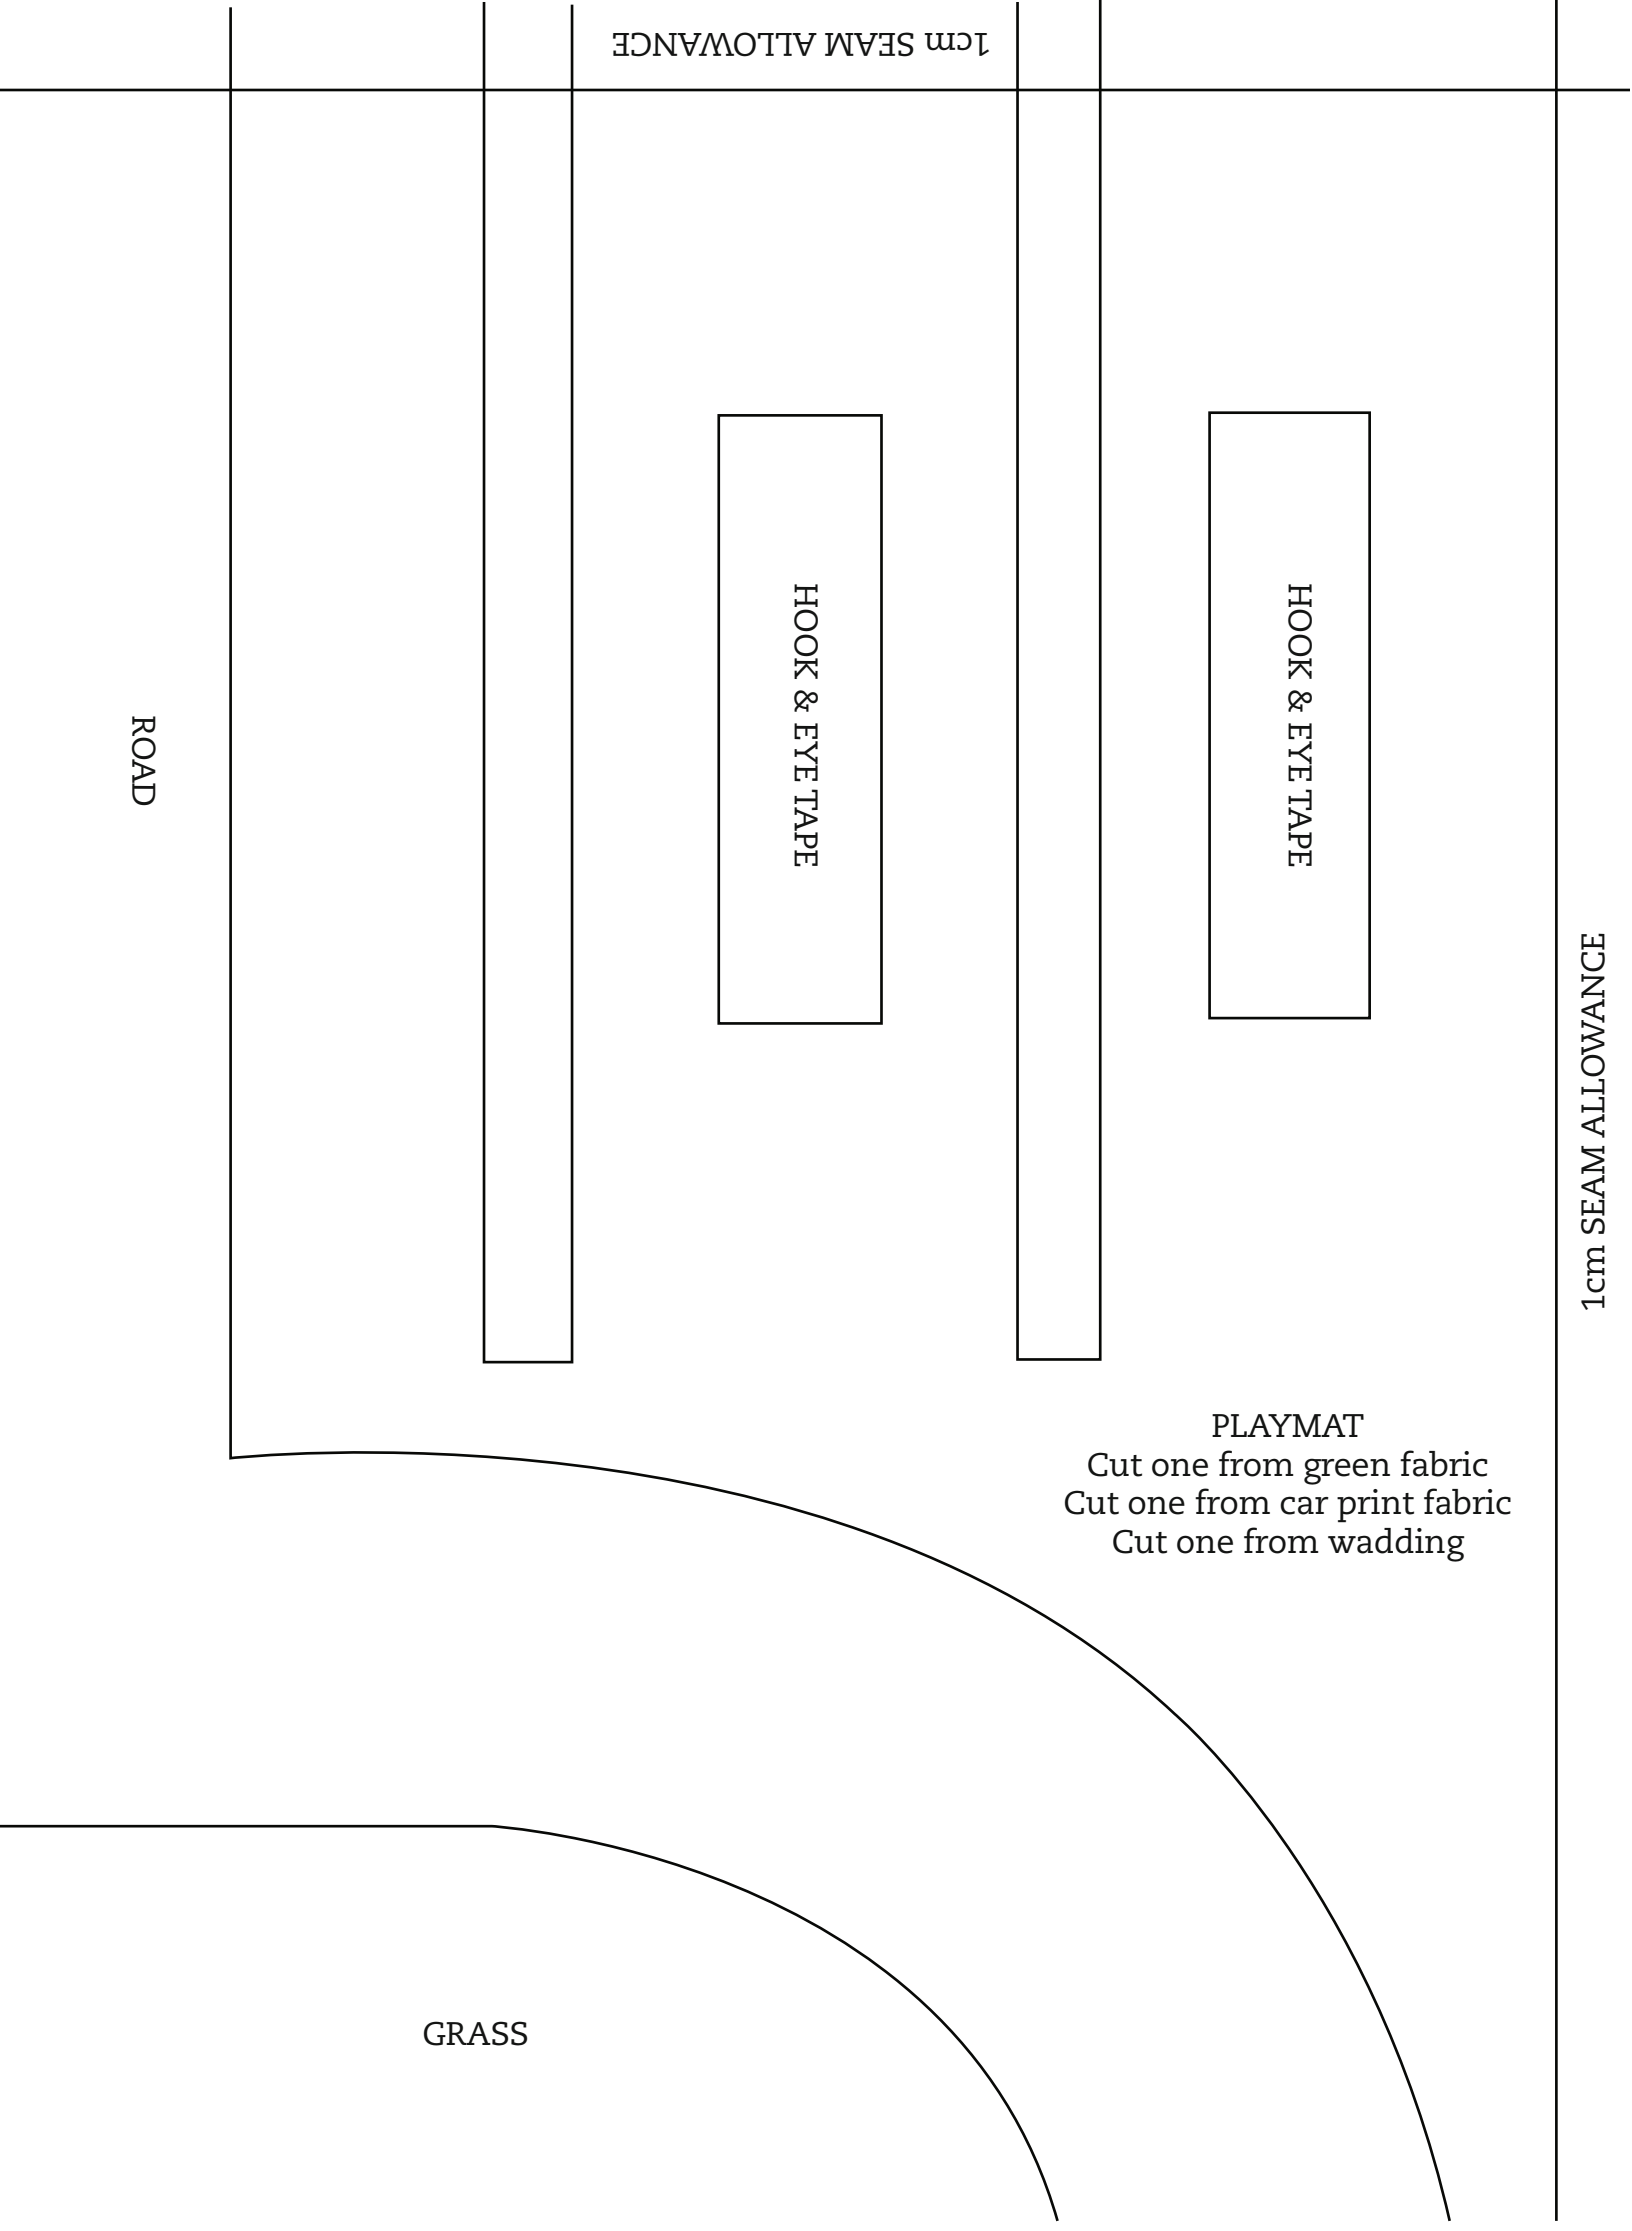 1cm SEAM ALLOWANCE
HOOK & EYE TAPE
HOOK & EYE TAPE
ROAD
1cm SEAM ALLOWANCE
PLAYMAT
Cut one from green fabric
Cut one from car print fabric
Cut one from wadding
GRASS